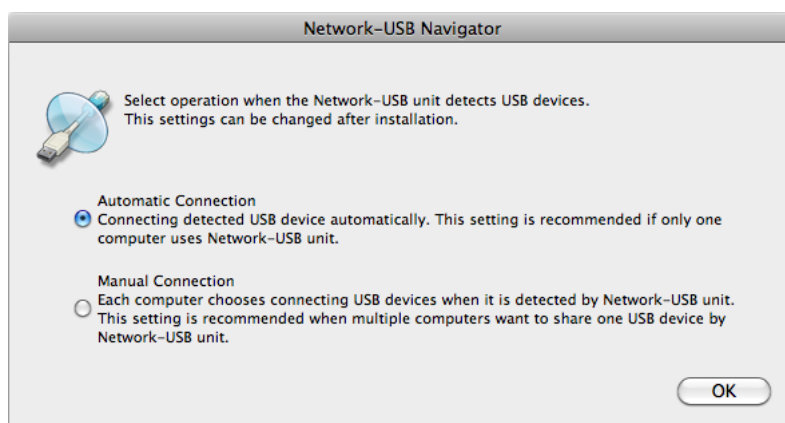 Network-USB Navigator
Select operation when the Network-USB unit detects USB devices.
This settings can be changed after installation.
Automatic Connection
Connecting detected USB device automatically. This setting is recommended if only one
computer uses Network-USB unit.
Manual Connection
Each computer chooses connecting USB devices when it is detected by Network-USB unit.
This setting is recommended when multiple computers want to share one USB device by
Network-USB unit.
OK